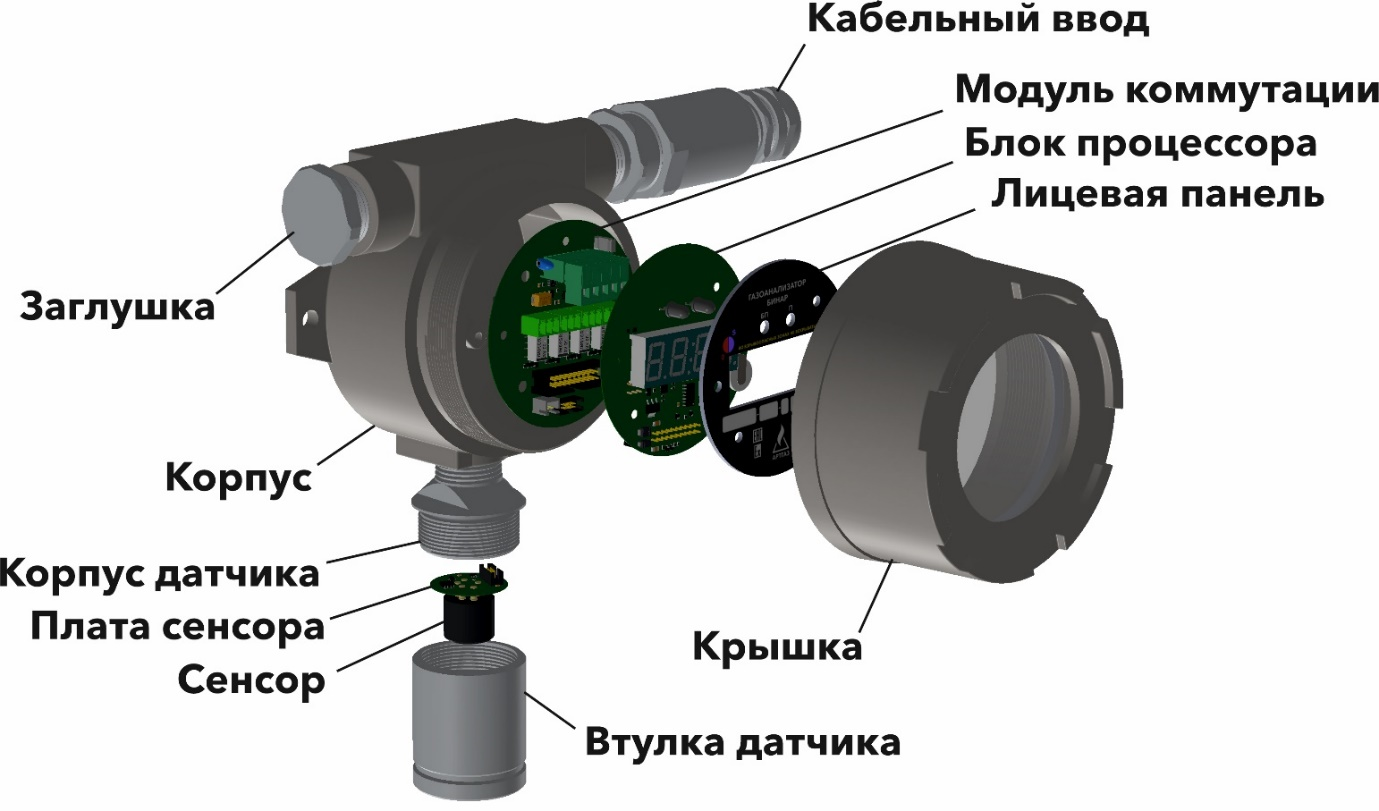 Кабельный ввод
Модуль коммутации
Блок процессора
Лицевая панель
ГАЗОАНАЛИЗАТОР
БИНАР
БП
П
Заглушка
Корпус
Корпус датчика
Плата сенсора
Сенсор
Крышка
Втулка датчика